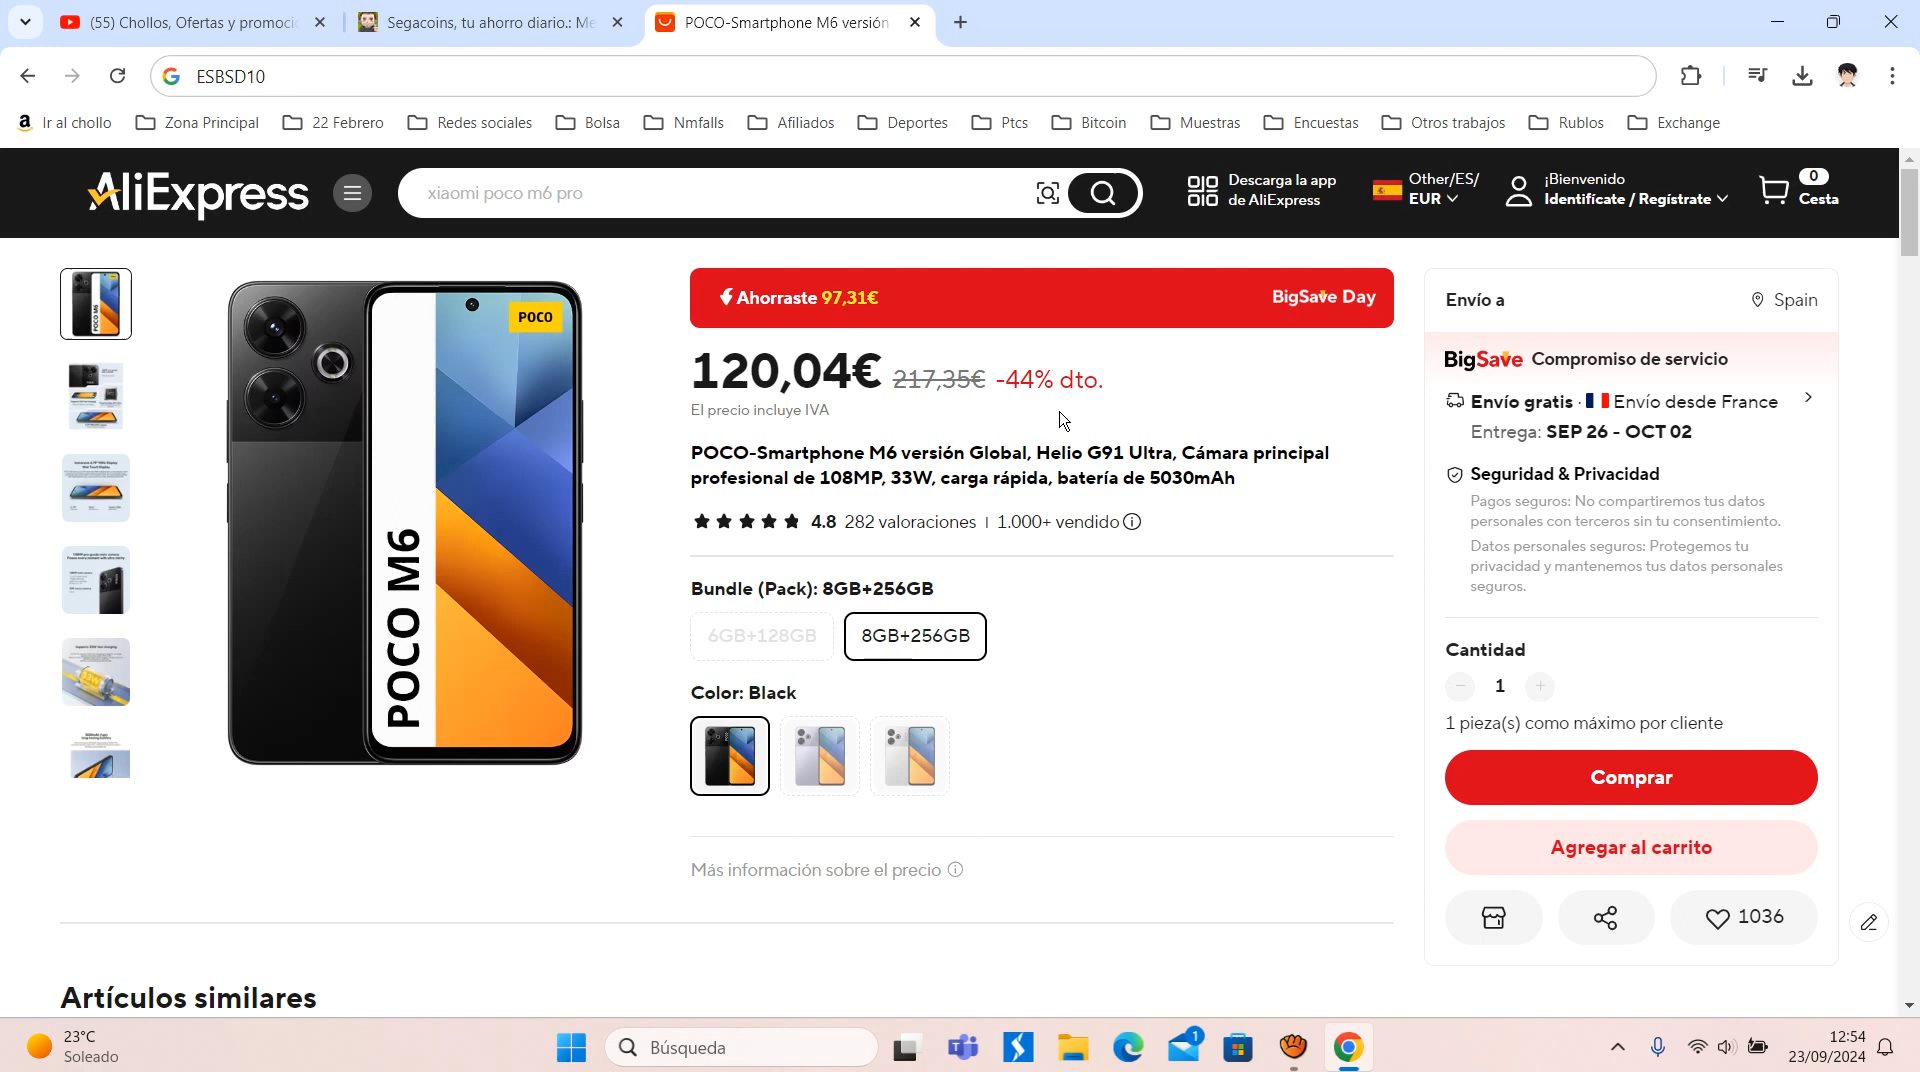 (55) Chollos, Ofertas y promocio
Segacoins, tu ahorro diario.: Me
POCO-Smartphone M6 versión
ESBSD10
Ir al chollo
Zona Principal
22 Febrero
Redes sociales
Bolsa
Nmfalls
Afiliados
Deportes
Ptcs
Bitcoin
Muestras
Encuestas
Otros trabajos
Rublos
Exchange
AliExpress
xiaomi poco m6 pro
Descarga la app
de AliExpress
Other/ES/
EUR
¡Bienvenido
Identifícate / Regístrate
0
Cesta
POCO
POCO M6
Ahorraste 97,31€
BigSave Day
120,04€ 217,35€ -44% dto.
El precio incluye IVA
POCO-Smartphone M6 versión Global, Helio G91 Ultra, Cámara principal
profesional de 108MP, 33W, carga rápida, batería de 5030mAh
4.8 282 valoraciones | 1.000+ vendido
Bundle (Pack): 8GB+256GB
6GB+128GB
8GB+256GB
Color: Black
Más información sobre el precio
Envío a
Spain
BigSave Compromiso de servicio
Envío gratis · Envío desde France
Entrega: SEP 26 - OCT 02
Seguridad & Privacidad
Pagos seguros: No compartiremos tus datos
personales con terceros sin tu consentimiento.
Datos personales seguros: Protegemos tu
privacidad y mantenemos tus datos personales
seguros.
Cantidad
1
1 pieza(s) como máximo por cliente
Comprar
Agregar al carrito
1036
Artículos similares
23°C
Soleado
Búsqueda
1
12:54
23/09/2024